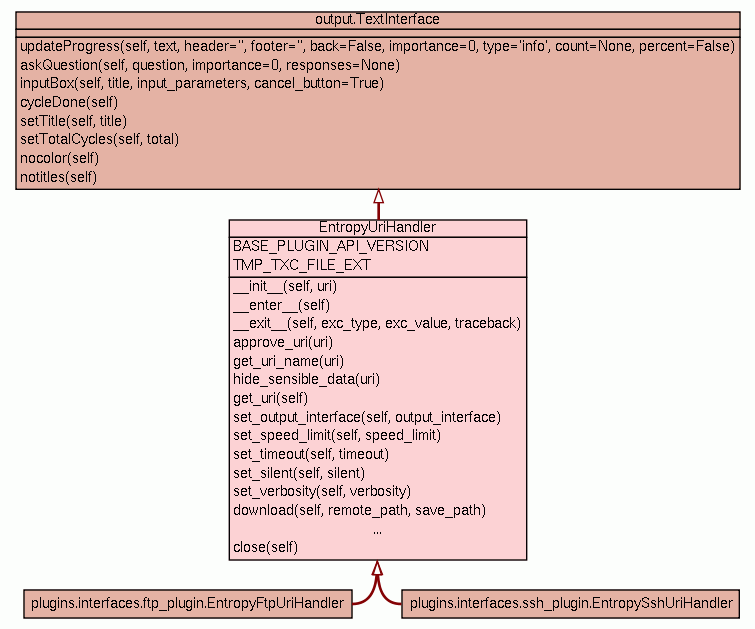 output.TextInterface
updateProgress(self, text, header='', footer='', back=False, importance=0, type='info', count=None, percent=False)
askQuestion(self, question, importance=0, responses=None)
inputBox(self, title, input_parameters, cancel_button=True)
cycleDone(self)
setTitle(self, title)
setTotalCycles(self, total)
nocolor(self)
notitles(self)
EntropyUriHandler
BASE_PLUGIN_API_VERSION
TMP_TXC_FILE_EXT
__init__(self, uri)
__enter__(self)
__exit__(self, exc_type, exc_value, traceback)
approve_uri(uri)
get_uri_name(uri)
hide_sensible_data(uri)
get_uri(self)
set_output_interface(self, output_interface)
set_speed_limit(self, speed_limit)
set_timeout(self, timeout)
set_silent(self, silent)
set_verbosity(self, verbosity)
download(self, remote_path, save_path)
...
close(self)
plugins.interfaces.ftp_plugin.EntropyFtpUriHandler
plugins.interfaces.ssh_plugin.EntropySshUriHandler